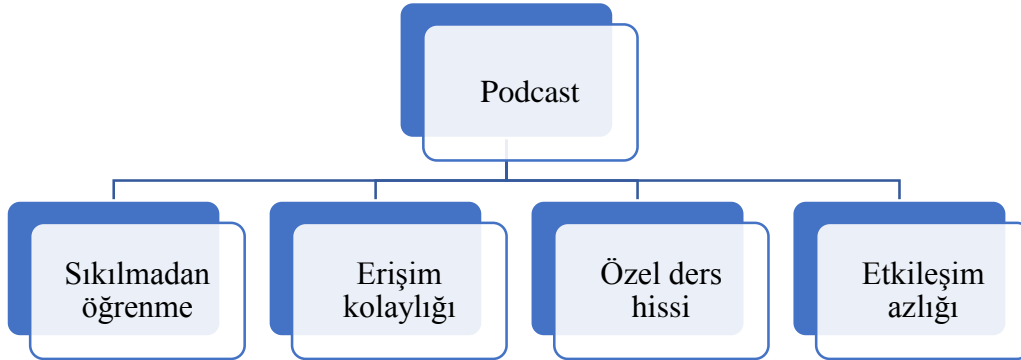 Podcast
Sıkılmadan
öğrenme
Erişim
kolaylığı
Özel ders
hissi
Etkileşim
azlığı